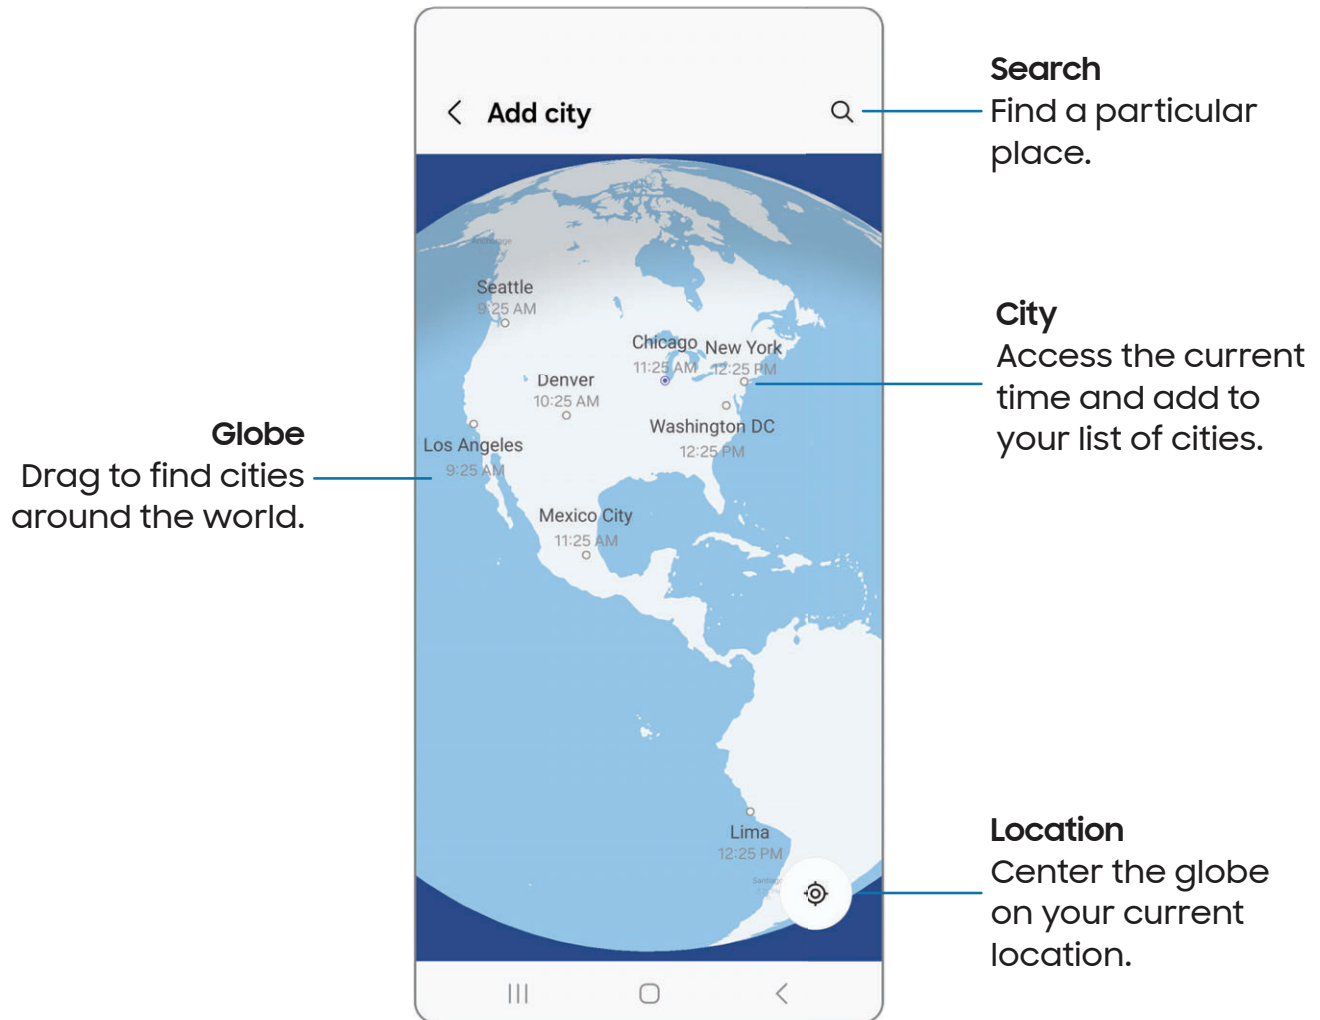 Add city
Search
Find a particular
place.
Anchorage
Seattle
9:25 AM
Chicago
11:25 AM
New York
12:25 PM
Denver
10:25 AM
City
Access the current
time and add to
your list of cities.
Washington DC
12:25 PM
Globe
Drag to find cities
around the world.
Los Angeles
9:25 AM
Mexico City
11:25 AM
Lima
12:25 PM
Santiago
Location
Center the globe
on your current
location.